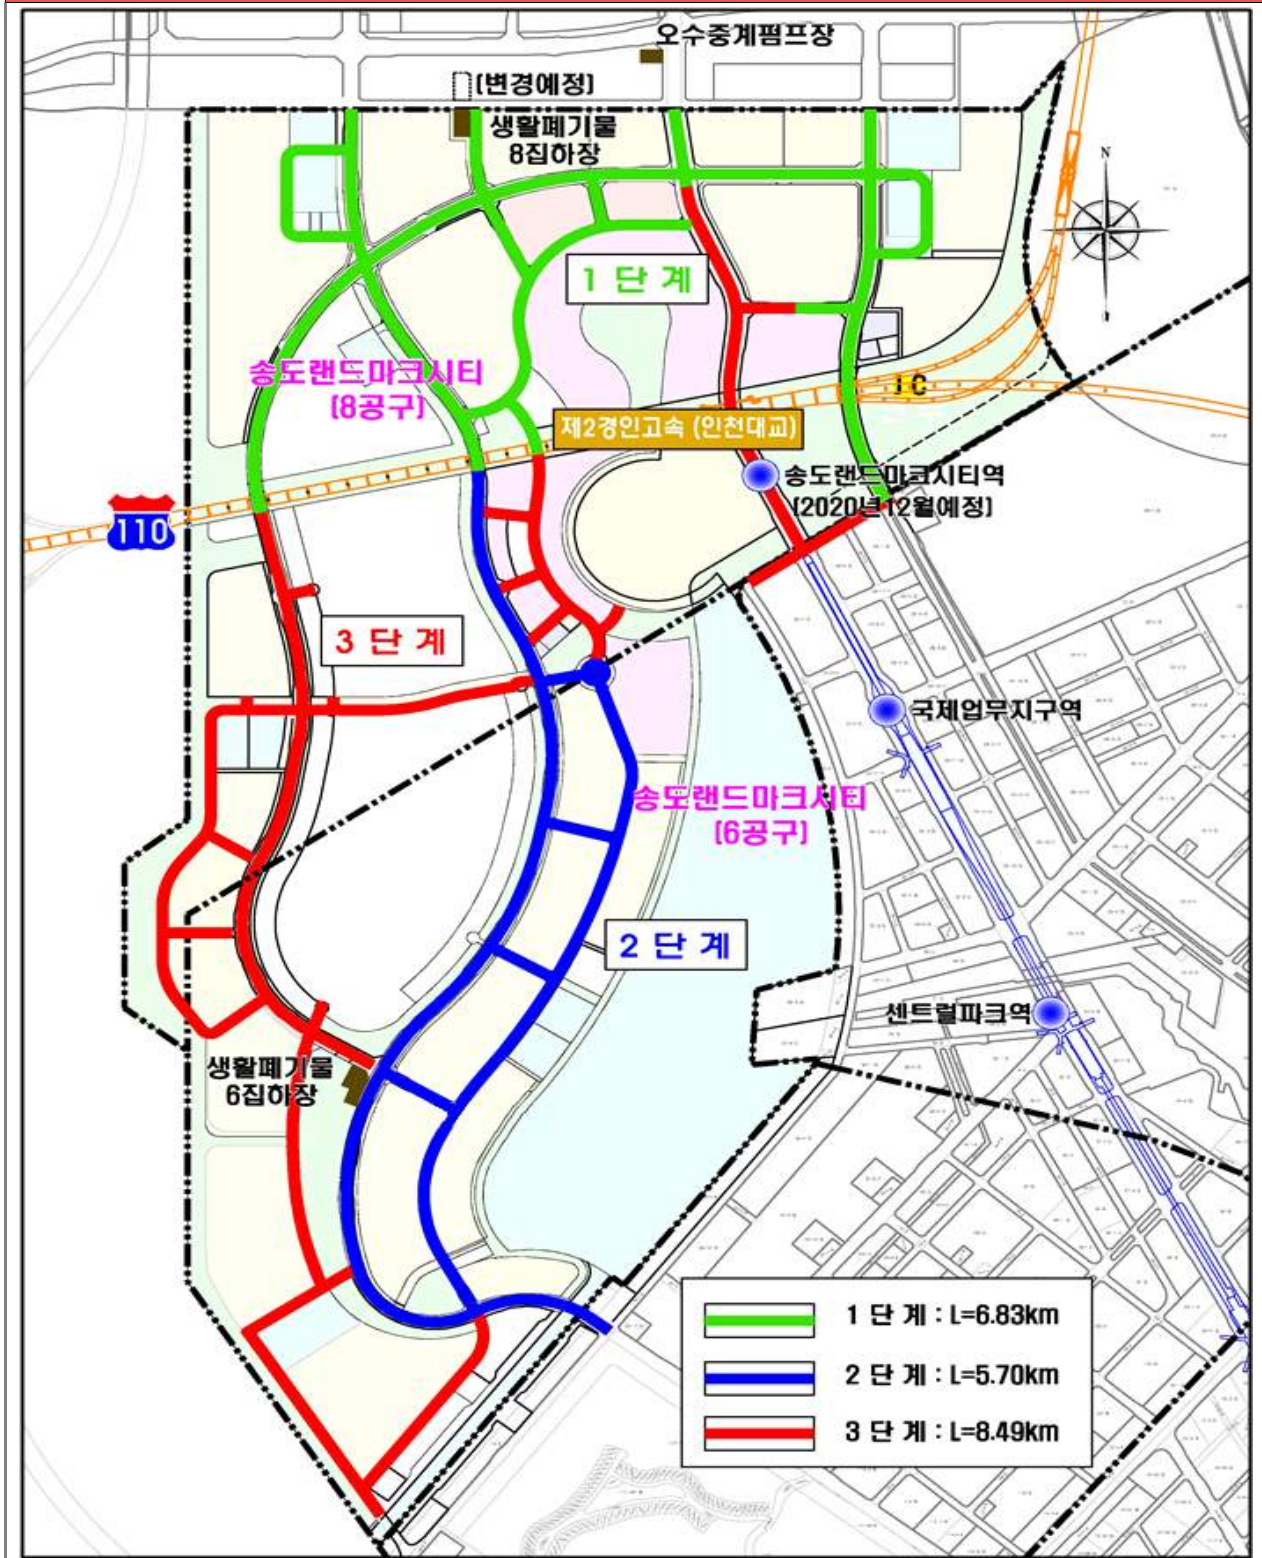 오수중계펌프장
(변경예정)
생활폐기물
8집하장
N
1 단 계
송도랜드마크시티
(8공구)
I C
제2경인고속 (인천대교)
송도랜드마크시티역
(2020년12월예정)
110
3 단 계
국제업무지구역
송도랜드마크시티
(6공구)
2 단 계
센트럴파크역
생활폐기물
6집하장
1 단 계 : L=6.83km
2 단 계 : L=5.70km
3 단 계 : L=8.49km